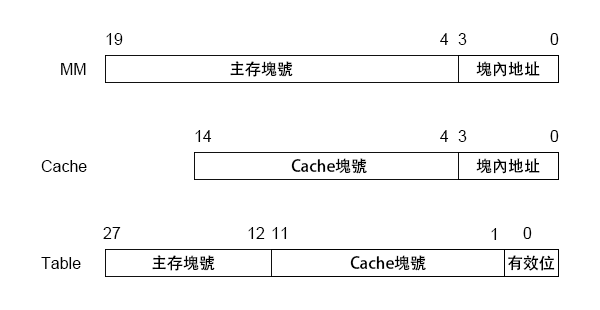 19 4 3 0
MM 主存塊號 塊內地址
14 4 3 0
Cache Cache塊號 塊內地址
27 12 11 1 0
Table 主存塊號 Cache塊號 有效位